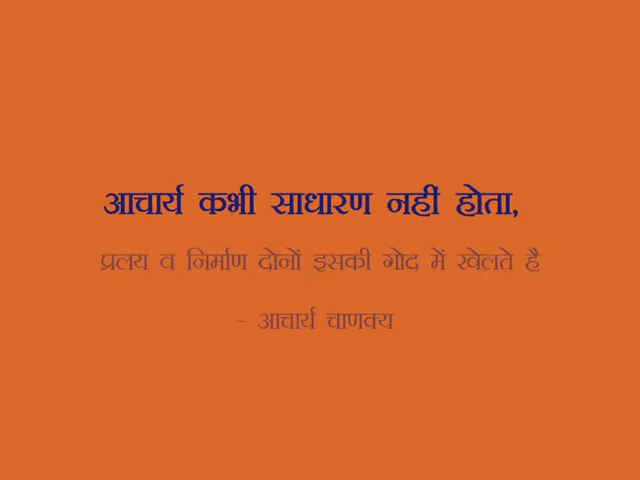 आचार्य कभी साधारण नहीं होता,
प्रलय व निर्माण दोनों इसकी गोद में खेलते है
- आचार्य चाणक्य